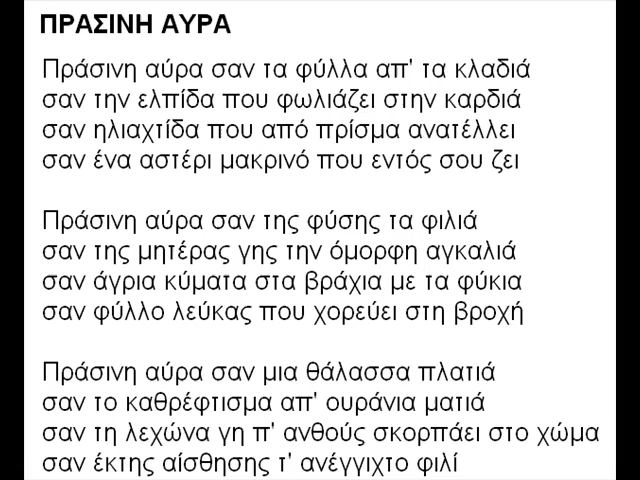 ΠΡΑΣΙΝΗ ΑΥΡΑ
Πράσινη αύρα σαν τα φύλλα απ' τα κλαδιά
σαν την ελπίδα που φωλιάζει στην καρδιά
σαν ηλιαχτίδα που από πρίσμα ανατέλλει
σαν ένα αστέρι μακρινό που εντός σου ζει
Πράσινη αύρα σαν της φύσης τα φιλιά
σαν της μητέρας γης την όμορφη αγκαλιά
σαν άγρια κύματα στα βράχια με τα φύκια
σαν φύλλο λεύκας που χορεύει στη βροχή
Πράσινη αύρα σαν μια θάλασσα πλατιά
σαν το καθρέφτισμα απ' ουράνια ματιά
σαν τη λεχώνα γη π' ανθούς σκορπάει στο χώμα
σαν έκτης αίσθησης τ' ανέγγιχτο φιλί